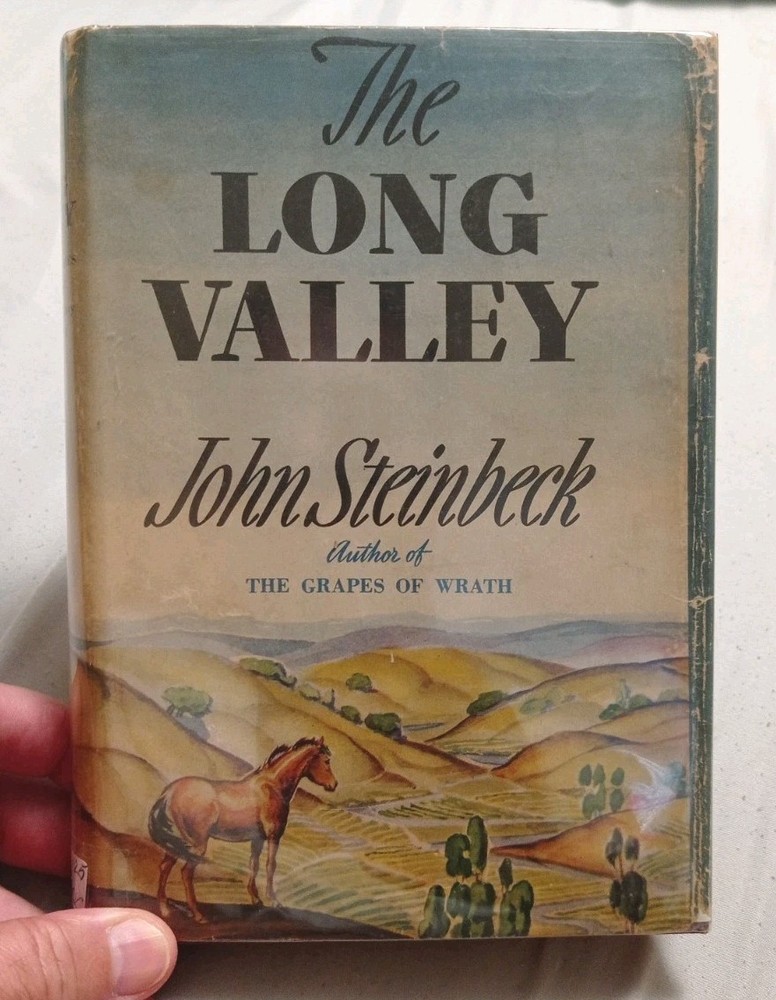 The
LONG
VALLEY
John Steinbeck
Author of
THE GRAPES OF WRATH